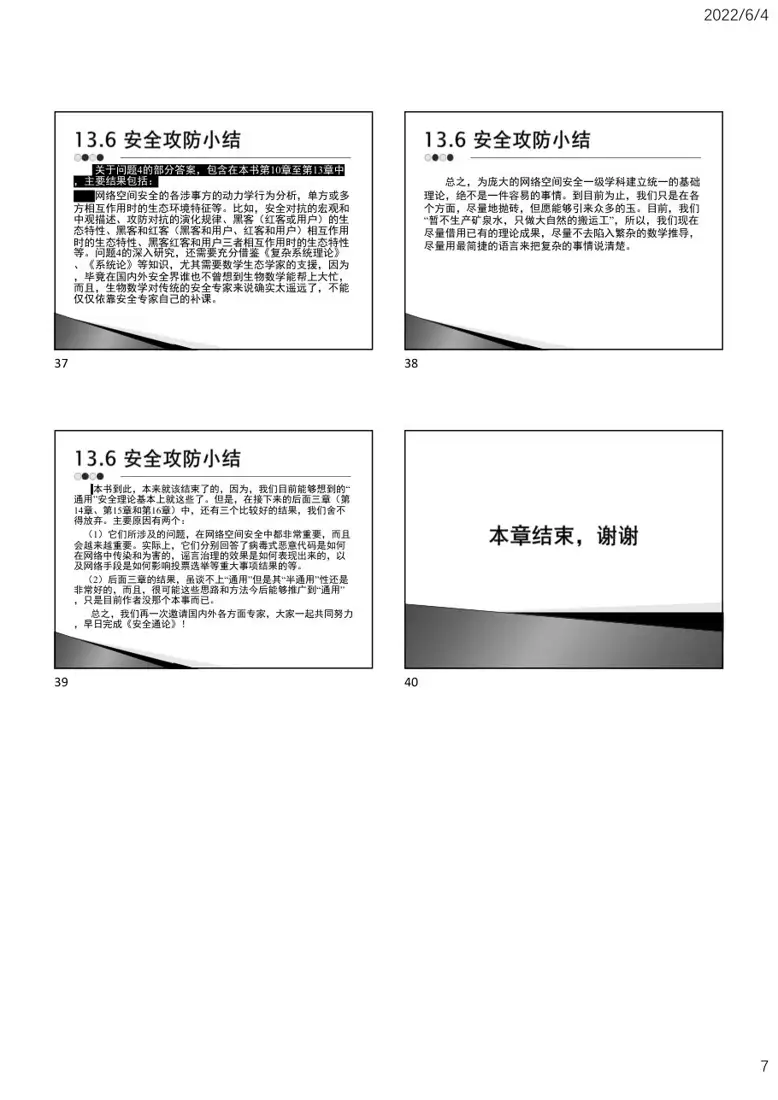 2022/6/4
13.6 安全攻防小结
关于问题4的部分答案，包含在本书第10章至第13章中
，主要结果包括：
网络空间安全的各涉事方的动力学行为分析，单方或多
方相互作用时的生态环境特征等。比如，安全对抗的宏观和
中观描述、攻防对抗的演化规律、黑客（红客或用户）的生
态特性、黑客和红客（黑客和用户、红客和用户）相互作用
时的生态特性、黑客红客和用户三者相互作用时的生态特性
等。问题4的深入研究，还需要充分借鉴《复杂系统理论》
、《系统论》等知识，尤其需要数学生态学家的支援，因为
，毕竟在国内外安全界谁也不曾想到生物数学能帮上大忙，
而且，生物数学对传统的安全专家来说确实太遥远了，不能
仅仅依靠安全专家自己的补课。
37
13.6 安全攻防小结
总之，为庞大的网络空间安全一级学科建立统一的基础
理论，绝不是一件容易的事情。到目前为止，我们只是在各
个方面，尽量地抛砖，但愿能够引来众多的玉。目前，我们
“暂不生产矿泉水，只做大自然的搬运工”，所以，我们现在
尽量借用已有的理论成果，尽量不去陷入繁杂的数学推导，
尽量用最简捷的语言来把复杂的事情说清楚。
38
13.6 安全攻防小结
本书到此，本来就该结束了的，因为，我们目前能够想到的“
通用”安全理论基本上就这些了。但是，在接下来的后面三章（第
14章、第15章和第16章）中，还有三个比较好的结果，我们舍不
得放弃。主要原因有两个：
（1）它们所涉及的问题，在网络空间安全中都非常重要，而且
会越来越重要。实际上，它们分别回答了病毒式恶意代码是如何
在网络中传染和为害的，谣言治理的效果是如何表现出来的，以
及网络手段是如何影响投票选举等重大事项结果的等。
（2）后面三章的结果，虽谈不上“通用”但是其“半通用”性还是
非常好的，而且，很可能这些思路和方法今后能够推广到“通用”
，只是目前作者没那个本事而已。
总之，我们再一次邀请国内外各方面专家，大家一起共同努力
，早日完成《安全通论》！
39
本章结束，谢谢
40
7